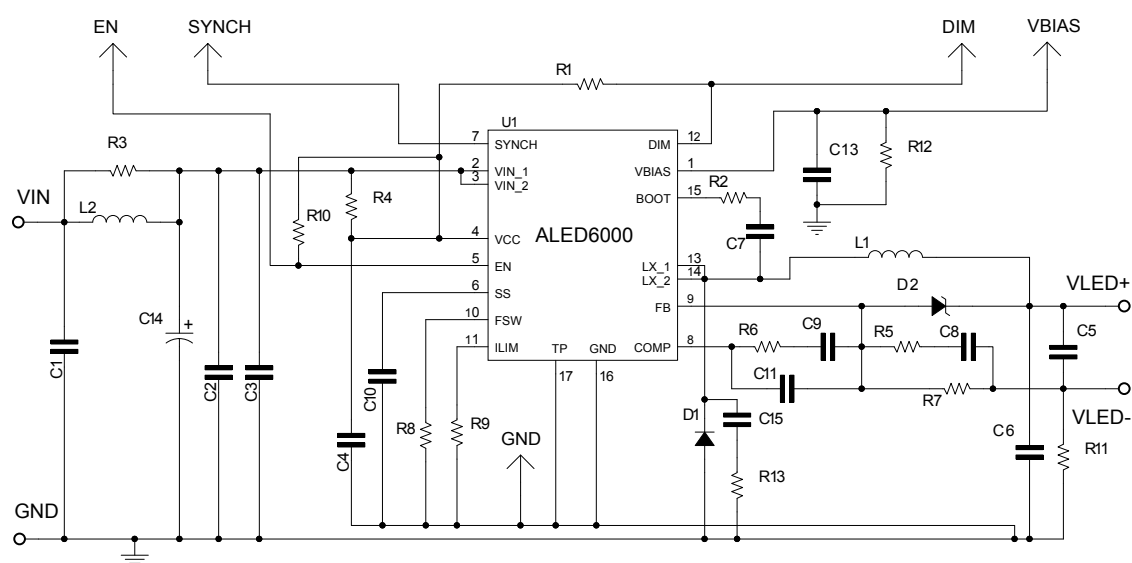 EN
SYNCH
DIM
VBIAS
R1
U1
7
SYNCH
DIM
12
C13
R12
R3
2
VIN_1
3
VIN_2
VBIAS
1
R2
VIN
L2
R10
R4
BOOT
15
4
VCC
ALED6000
C7
L1
5
EN
LX_1
13
LX_2
14
D2
VLED+
6
SS
FB
9
C14
+
10
FSW
R6
C9
R5
C8
C5
C1
11
ILIM
TP
GND
COMP
8
17
16
C2
C3
C10
C11
R7
VLED-
R8
R9
GND
D1
C15
C6
R11
C4
R13
GND